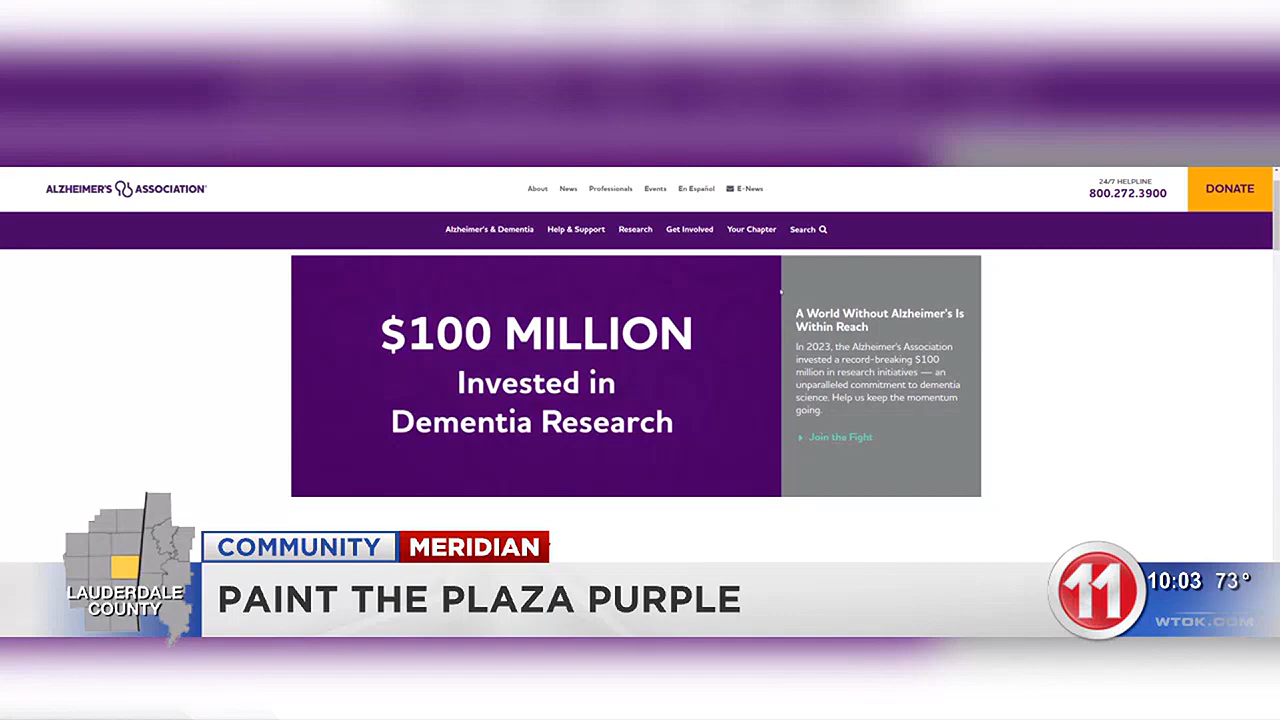 ALZHEIMER'S ASSOCIATION
About News Professionals Events En Español E-News
24/7 HELPLINE
800.272.3900
DONATE
Alzheimer's & Dementia Help & Support Research Get Involved Your Chapter Search
$100 MILLION
Invested in
Dementia Research
A World Without Alzheimer's Is
Within Reach
In 2023, the Alzheimer's Association
invested a record-breaking $100
million in research initiatives — an
unparalleled commitment to dementia
science. Help us keep the momentum
going.
Join the Fight
COMMUNITY MERIDIAN
LAUDERDALE
COUNTY
PAINT THE PLAZA PURPLE
11
10:03 73°
WTOK.COM